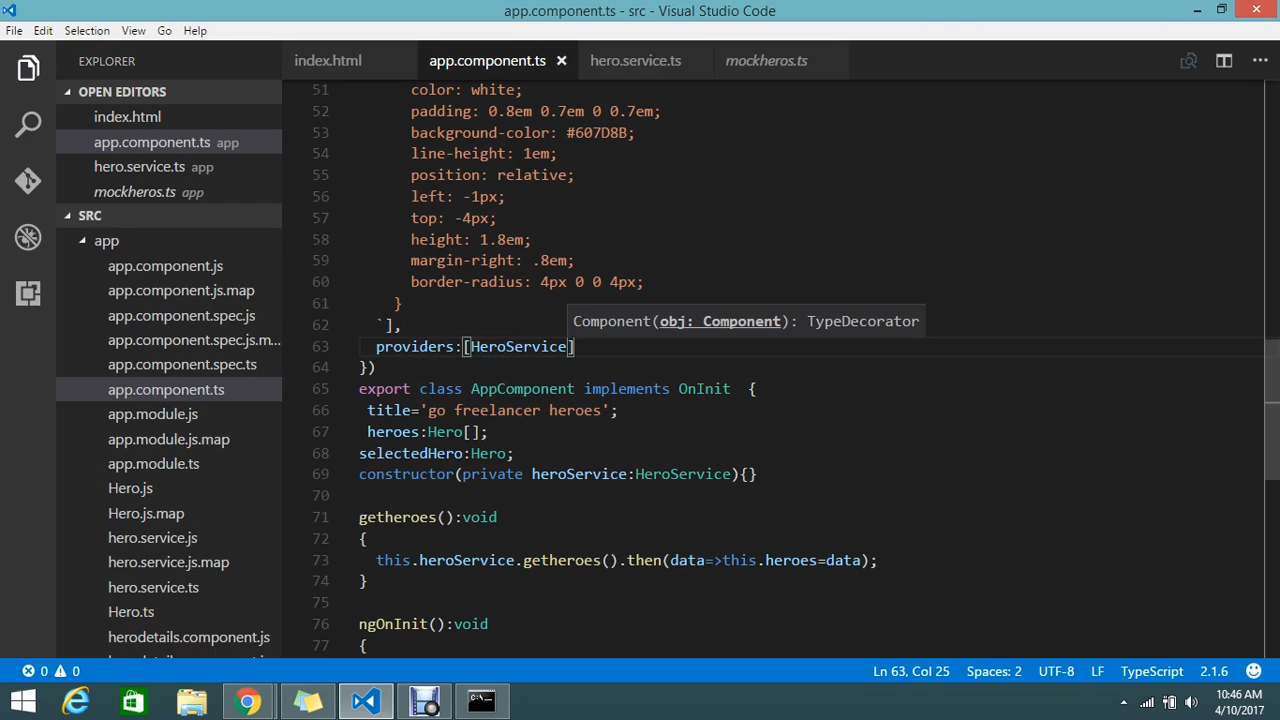 app.component.ts - src - Visual Studio Code
File Edit Selection View Go Help
EXPLORER
index.html app.component.ts hero.service.ts mockheros.ts
OPEN EDITORS
index.html
app.component.ts app
hero.service.ts app
mockheros.ts app
SRC
app
app.component.js
app.component.js.map
app.component.spec.js
app.component.spec.js.m...
app.component.spec.ts
app.component.ts
app.module.js
app.module.js.map
app.module.ts
Hero.js
Hero.js.map
hero.service.js
hero.service.js.map
hero.service.ts
Hero.ts
herodetails.component.js
51 color: white;
52 padding: 0.8em 0.7em 0 0.7em;
53 background-color: #607D8B;
54 line-height: 1em;
55 position: relative;
56 left: -1px;
57 top: -4px;
58 height: 1.8em;
59 margin-right: .8em;
60 border-radius: 4px 0 0 4px;
61 }
62 `],
Component(obj: Component): TypeDecorator
63 providers:[HeroService]
64 })
65 export class AppComponent implements OnInit {
66 title='go freelancer heroes';
67 heroes:Hero[];
68 selectedHero:Hero;
69 constructor(private heroService:HeroService){}
70
71 getheroes():void
72 {
73 this.heroService.getheroes().then(data=>this.heroes=data);
74 }
75
76 ngOnInit():void
77 {
0 0 Ln 63, Col 25 Spaces: 2 UTF-8 LF TypeScript 2.1.6
10:46 AM
4/10/2017